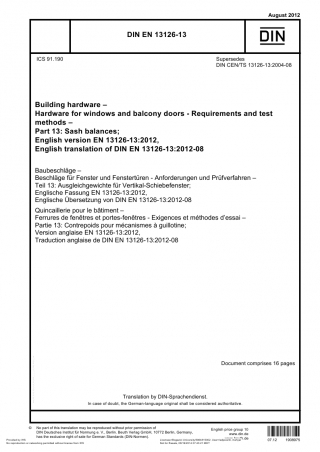 August 2012
DIN EN 13126-13
DIN
ICS 91.190
Supersedes
DIN CEN/TS 13126-13:2004-08
Building hardware –
Hardware for windows and balcony doors - Requirements and test
methods –
Part 13: Sash balances;
English version EN 13126-13:2012,
English translation of DIN EN 13126-13:2012-08
Baubeschläge –
Beschläge für Fenster und Fenstertüren - Anforderungen und Prüfverfahren –
Teil 13: Ausgleichgewichte für Vertikal-Schiebefenster;
Englische Fassung EN 13126-13:2012,
Englische Übersetzung von DIN EN 13126-13:2012-08
Quincaillerie pour le bâtiment –
Ferrures de fenêtres et portes-fenêtres - Exigences et méthodes d'essai –
Partie 13: Contrepoids pour mécanismes à guillotine;
Version anglaise EN 13126-13:2012,
Traduction anglaise de DIN EN 13126-13:2012-08
Document comprises 16 pages
Translation by DIN-Sprachendienst.
In case of doubt, the German-language original shall be considered authoritative.
© No part of this translation may be reproduced without prior permission of
DIN Deutsches Institut für Normung e. V., Berlin. Beuth Verlag GmbH, 10772 Berlin, Germany,
has the exclusive right of sale for German Standards (DIN-Normen).
English price group 10
www.din.de